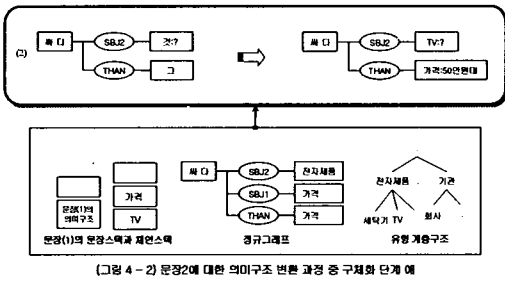 (2)
싸 다 SBJ2 것:? 싸 다 SBJ2 TV:?
THAN 그 THAN 가격:50만원대
싸 다 SBJ2 전자제품 전자제품 기관
가격 SBJ1 가격
문장(1)의 의미구조 TV THAN 가격 세탁기 TV 회사
문장(1)의 문장스택과 체언스택 정규그래프 유형 계층구조
(그림 4 - 2) 문장2에 대한 의미구조 변환 과정 중 구체화 단계 예